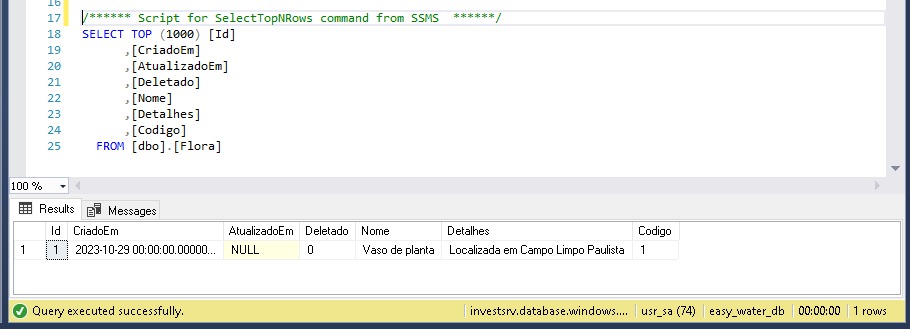 16
17 /****** Script for SelectTopNRows command from SSMS ******/
18 SELECT TOP (1000) [Id]
19 ,[CriadoEm]
20 ,[AtualizadoEm]
21 ,[Deletado]
22 ,[Nome]
23 ,[Detalhes]
24 ,[Codigo]
25 FROM [dbo].[Flora]
100 %
Results Messages
Id CriadoEm AtualizadoEm Deletado Nome Detalhes Codigo
1 1 2023-10-29 00:00:00.00000... NULL 0 Vaso de planta Localizada em Campo Limpo Paulista 1
Query executed successfully. investsrv.database.windows.... usr_sa (74) easy_water_db 00:00:00 1 rows